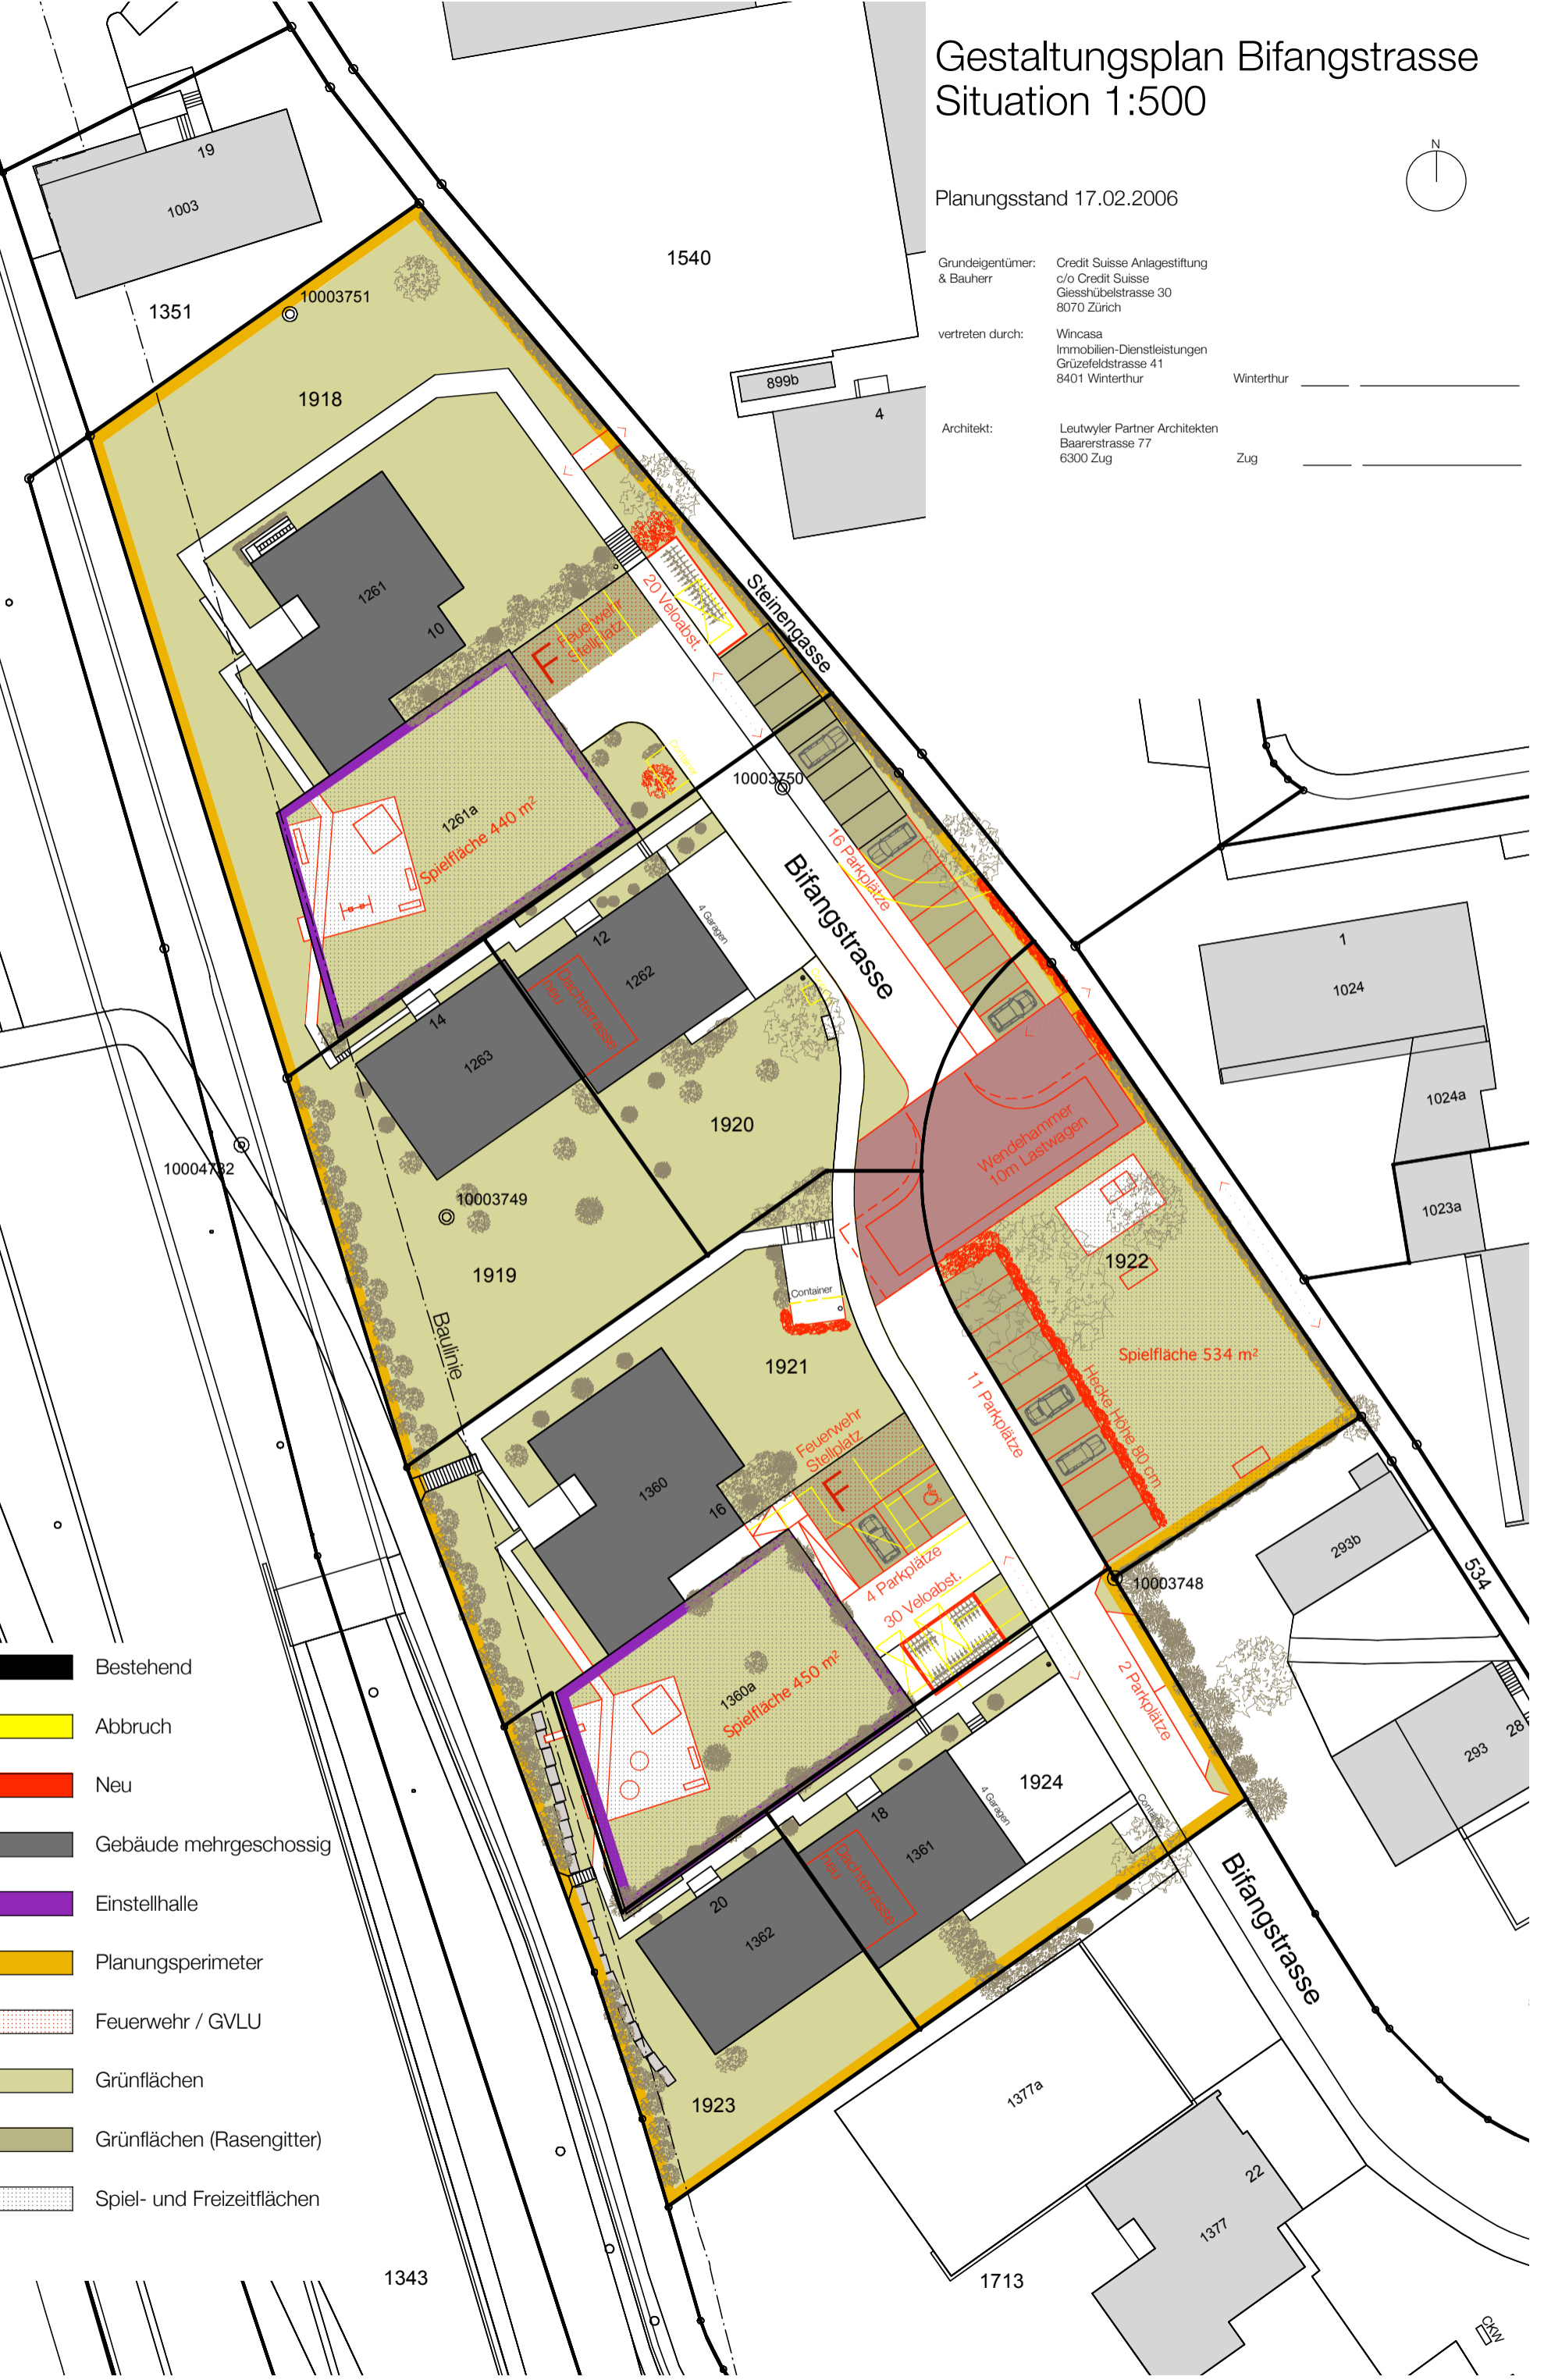 Gestaltungsplan Bifangstrasse
Situation 1:500
N
Planungsstand 17.02.2006
Grundeigentümer: Credit Suisse Anlagestiftung
& Bauherr c/o Credit Suisse
Giesshübelstrasse 30
8070 Zürich
vertreten durch: Wincasa
Immobilien-Dienstleistungen
Grüzefeldstrasse 41
8401 Winterthur Winterthur
Architekt: Leutwyler Partner Architekten
Baarerstrasse 77
6300 Zug Zug
19
1003
1351
10003751
1540
1918
899b
4
1261
10
Feuerwehr
Stellplatz
F
20 Veloabst.
Steinengasse
Container
10003750
1261a
Spielfläche 440 m²
16 Parkplätze
Bifangstrasse
4 Garagen
12
1262
Dachterrasse
neu
14
1263
1
1024
1024a
1023a
10004732
10003749
1920
1919
Wendehammer
10m Lastwagen
1922
Container
Baulinie
1921
Spielfläche 534 m²
Hecke Höhe 80 cm
11 Parkplätze
1360
16
Feuerwehr
Stellplatz
F
4 Parkplätze
30 Veloabst.
10003748
293b
534
1360a
Spielfläche 450 m²
2 Parkplätze
293
28
1924
4 Garagen
Container
18
1361
Dachterrasse
neu
20
1362
Bifangstrasse
1923
1377a
22
1377
1343
1713
CKW
Bestehend
Abbruch
Neu
Gebäude mehrgeschossig
Einstellhalle
Planungsperimeter
Feuerwehr / GVLU
Grünflächen
Grünflächen (Rasengitter)
Spiel- und Freizeitflächen